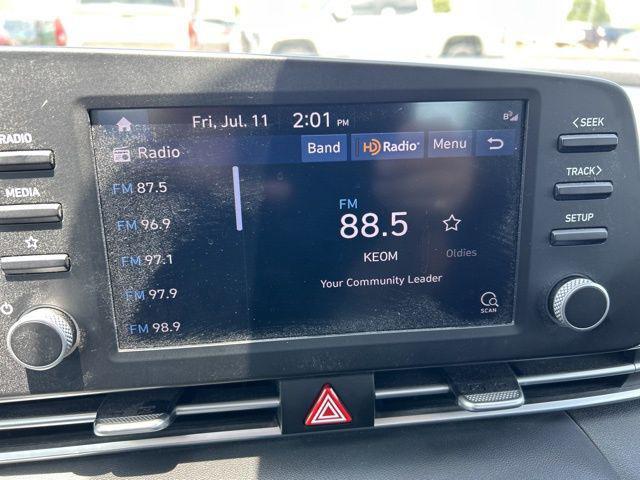 Fri, Jul. 11 2:01 PM
Radio
Band HD Radio Menu
FM 87.5
FM 96.9
FM 97.1
FM 97.9
FM 98.9
FM
88.5
KEOM
Oldies
Your Community Leader
SCAN
RADIO
MEDIA
<SEEK
TRACK>
SETUP